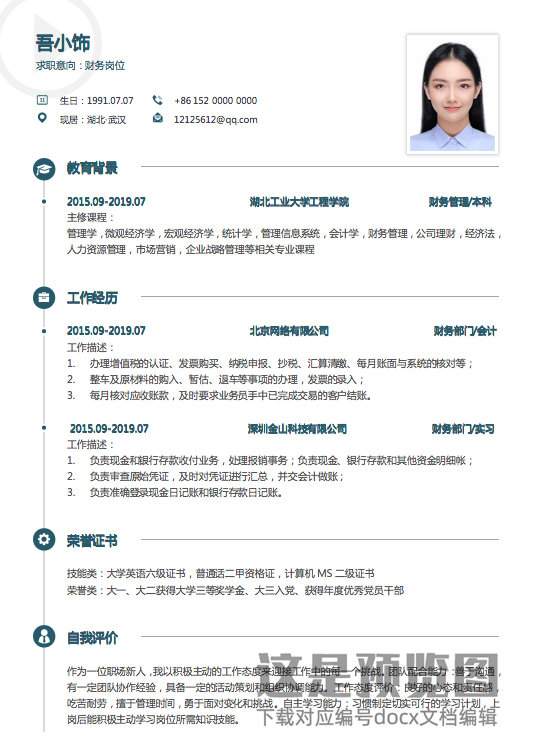 吾小饰
求职意向：财务岗位
生日：1991.07.07
+86 152 0000 0000
现居：湖北·武汉
12125612@qq.com
教育背景
2015.09-2019.07 湖北工业大学工程学院 财务管理/本科
主修课程：
管理学，微观经济学，宏观经济学，统计学，管理信息系统，会计学，财务管理，公司理财，经济法，
人力资源管理，市场营销，企业战略管理等相关专业课程
工作经历
2015.09-2019.07 北京网络有限公司 财务部门/会计
工作描述：
1. 办理增值税的认证、发票购买、纳税申报、抄税、汇算清缴、每月账面与系统的核对等；
2. 整车及原材料的购入、暂估、退车等事项的办理，发票的录入；
3. 每月核对应收账款，及时要求业务员手中已完成交易的客户结账。
2015.09-2019.07 深圳金山科技有限公司 财务部门/实习
工作描述：
1. 负责现金和银行存款收付业务，处理报销事务；负责现金、银行存款和其他资金明细帐；
2. 负责审查原始凭证，及时对凭证进行汇总，并交会计做账；
3. 负责准确登录现金日记账和银行存款日记账。
荣誉证书
技能类：大学英语六级证书，普通话二甲资格证，计算机 MS 二级证书
荣誉类：大一、大二获得大学三等奖学金、大三入党、获得年度优秀党员干部
自我评价
作为一位职场新人，我以积极主动的工作态度来迎接工作中的每一个挑战。团队配合能力：善于沟通，
有一定团队协作经验，具备一定的活动策划和组织协调能力。工作态度评价：良好的心态和责任感，
吃苦耐劳，擅于管理时间，勇于面对变化和挑战。自主学习能力：习惯制定切实可行的学习计划，上
岗后能积极主动学习岗位所需知识技能。
这是预览图
下载对应编号docx文档编辑